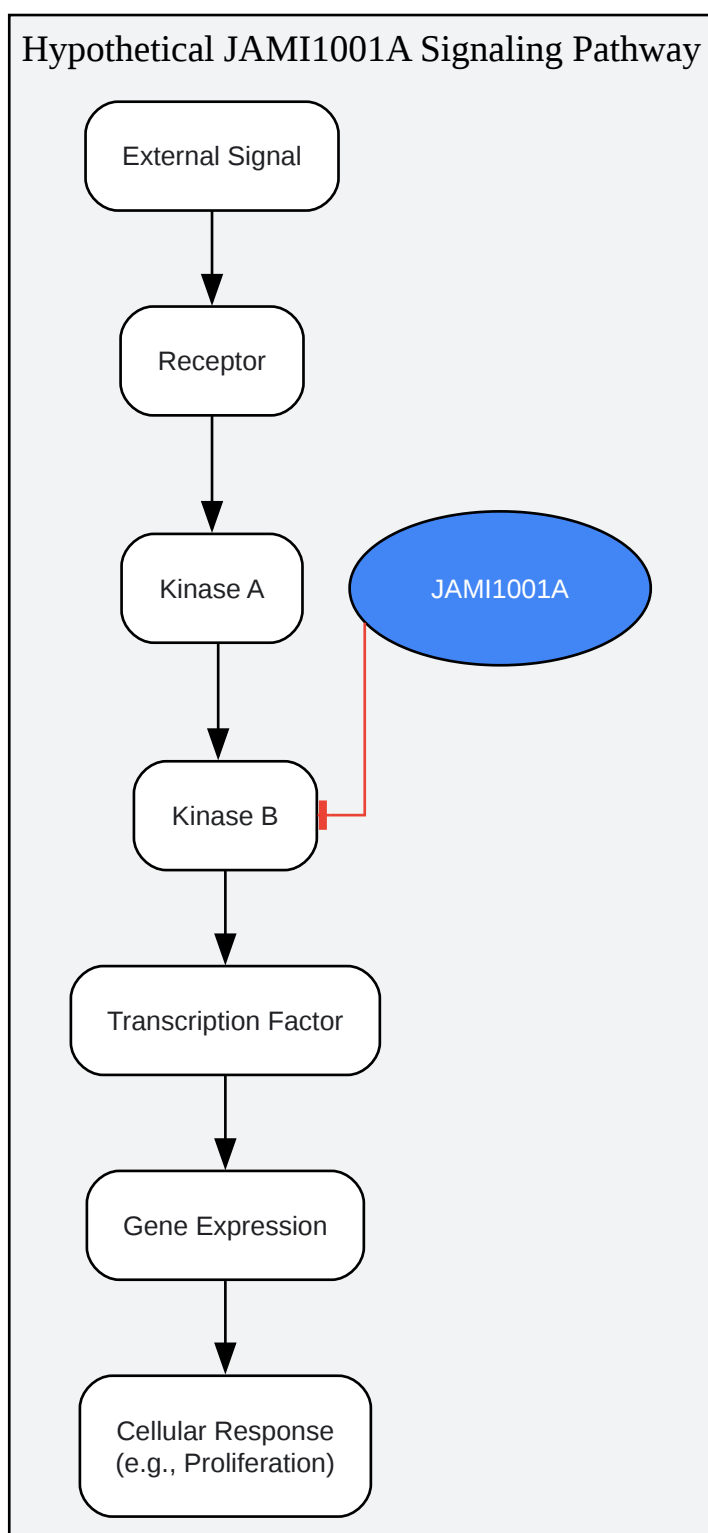 Hypothetical JAMI1001A Signaling Pathway
External Signal
Receptor
Kinase A
JAMI1001A
Kinase B
Transcription Factor
Gene Expression
Cellular Response
(e.g., Proliferation)